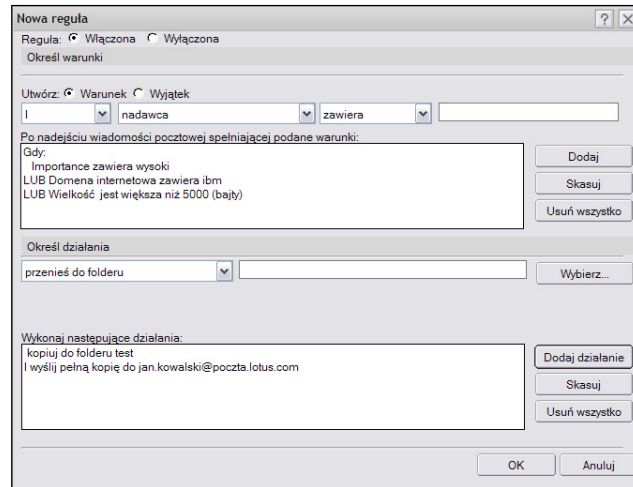 Nowa reguła
Reguła: Włączona Wyłączona
Określ warunki
Utwórz: Warunek Wyjątek
I nadawca zawiera
Po nadejściu wiadomości pocztowej spełniającej podane warunki:
Gdy:
Importance zawiera wysoki
LUB Domena internetowa zawiera ibm
LUB Wielkość jest większa niż 5000 (bajty)
Dodaj
Skasuj
Usuń wszystko
Określ działania
przenieś do folderu Wybierz...
Wykonaj następujące działania:
kopiuj do folderu test
I wyślij pełną kopię do jan.kowalski@poczta.lotus.com
Dodaj działanie
Skasuj
Usuń wszystko
OK Anuluj